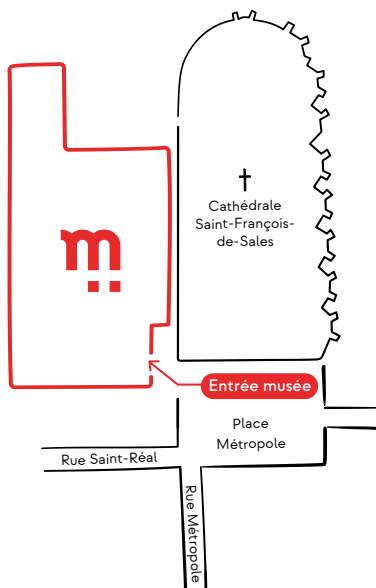 m
Cathédrale
Saint-François-
de-Sales
Entrée musée
Place
Métropole
Rue Saint-Réal
Rue Métropole